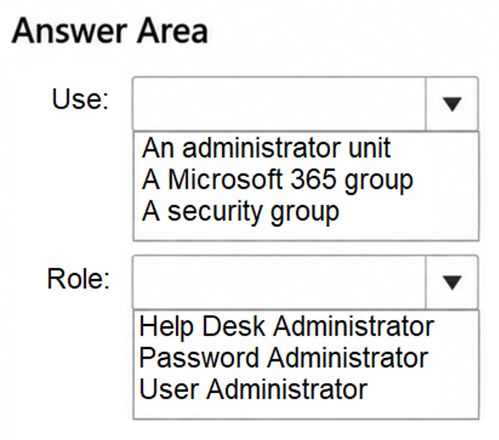 Answer Area
Use:
An administrator unit
A Microsoft 365 group
A security group
Role:
Help Desk Administrator
Password Administrator
User Administrator